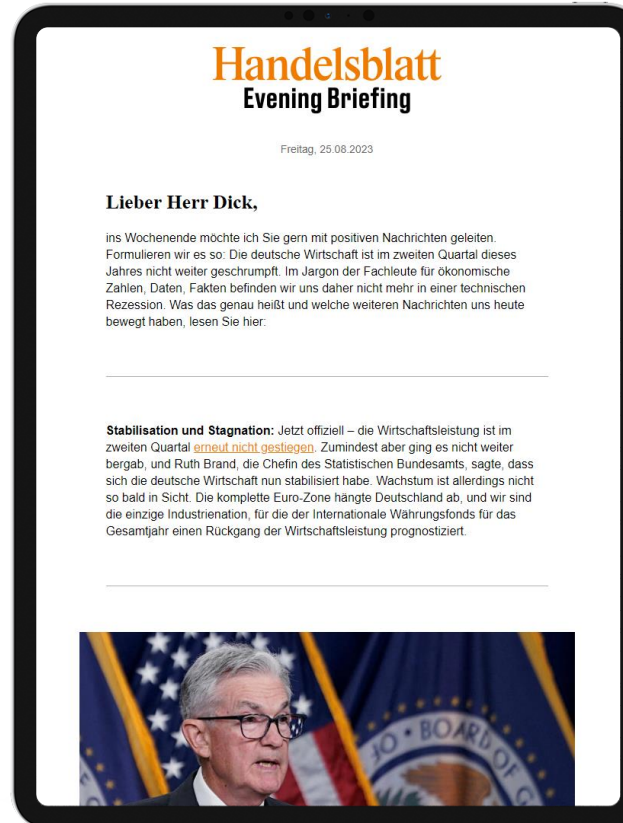 Handelsblatt
Evening Briefing
Freitag, 25.08.2023
Lieber Herr Dick,
ins Wochenende möchte ich Sie gern mit positiven Nachrichten geleiten.
Formulieren wir es so: Die deutsche Wirtschaft ist im zweiten Quartal dieses
Jahres nicht weiter geschrumpft. Im Jargon der Fachleute für ökonomische
Zahlen, Daten, Fakten befinden wir uns daher nicht mehr in einer technischen
Rezession. Was das genau heißt und welche weiteren Nachrichten uns heute
bewegt haben, lesen Sie hier:
Stabilisation und Stagnation: Jetzt offiziell – die Wirtschaftsleistung ist im
zweiten Quartal erneut nicht gestiegen. Zumindest aber ging es nicht weiter
bergab, und Ruth Brand, die Chefin des Statistischen Bundesamts, sagte, dass
sich die deutsche Wirtschaft nun stabilisiert habe. Wachstum ist allerdings nicht
so bald in Sicht. Die komplette Euro-Zone hängte Deutschland ab, und wir sind
die einzige Industrienation, für die der Internationale Währungsfonds für das
Gesamtjahr einen Rückgang der Wirtschaftsleistung prognostiziert.
BOARD OF G